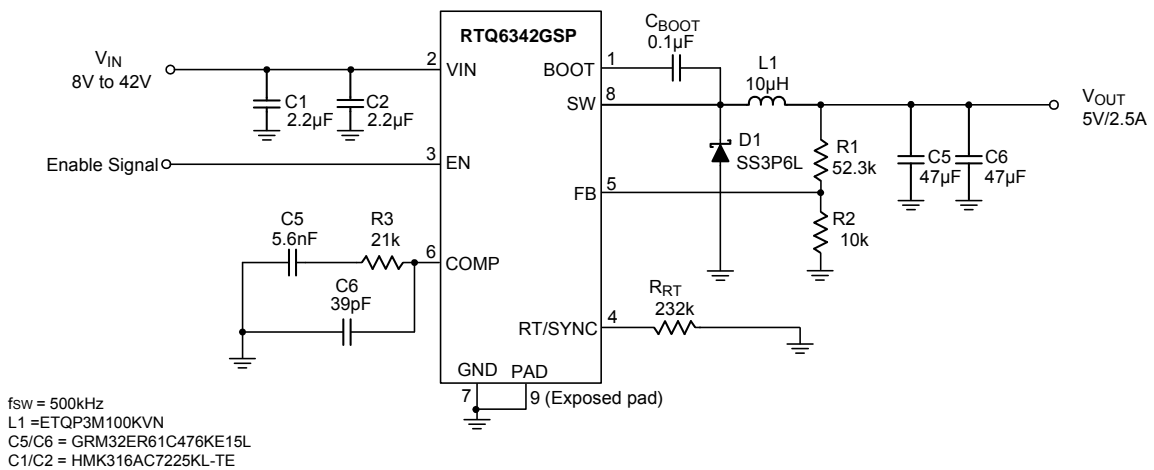 RTQ6342GSP
VIN
8V to 42V
2
VIN
C1
2.2µF
C2
2.2µF
Enable Signal
3
EN
C5
5.6nF
R3
21k
6
COMP
C6
39pF
GND
PAD
7
9 (Exposed pad)
BOOT
1
CBOOT
0.1µF
SW
8
L1
10µH
VOUT
5V/2.5A
D1
SS3P6L
R1
52.3k
C5
47µF
C6
47µF
FB
5
R2
10k
RT/SYNC
4
RRT
232k
fSW = 500kHz
L1 =ETQP3M100KVN
C5/C6 = GRM32ER61C476KE15L
C1/C2 = HMK316AC7225KL-TE